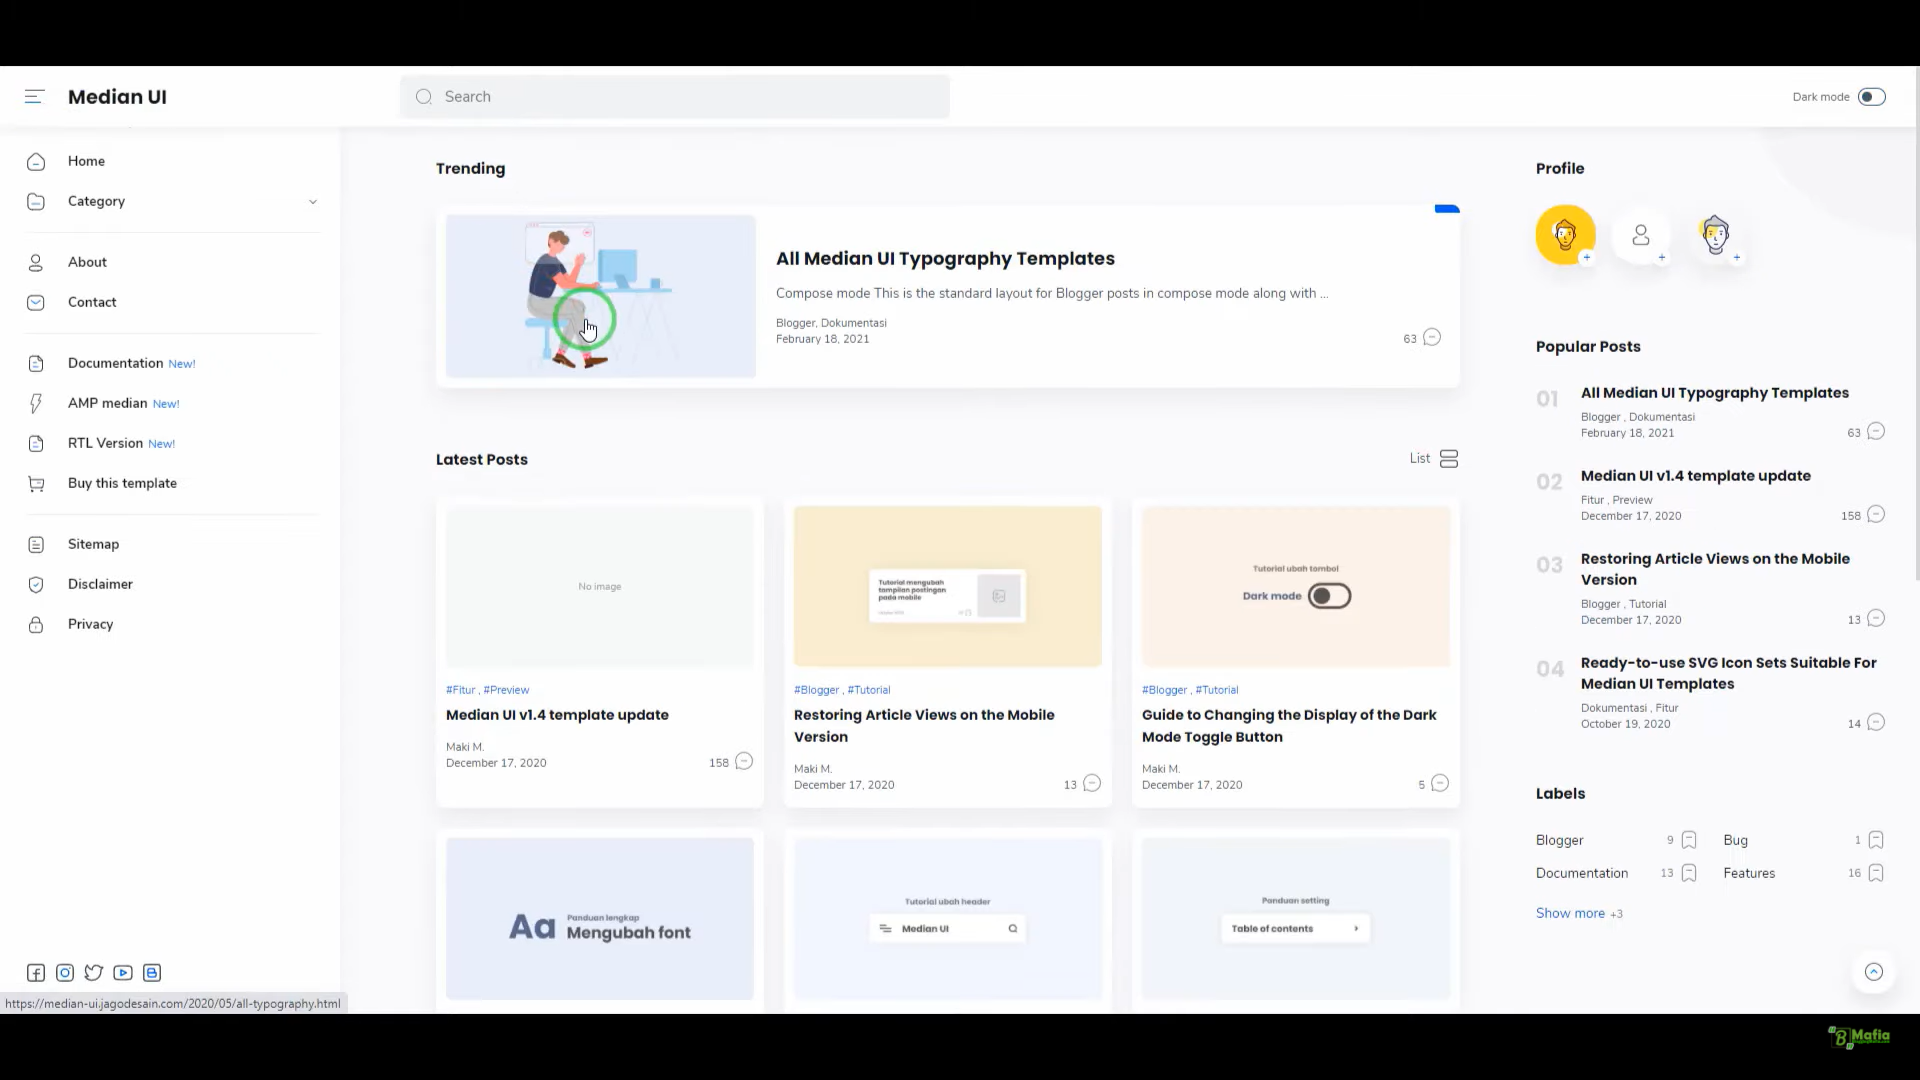 Median UI
Search
Dark mode
Home
Category
About
Contact
Documentation New!
AMP median New!
RTL Version New!
Buy this template
Sitemap
Disclaimer
Privacy
https://median-ui.jagodesain.com/2020/05/all-typography.html
Trending
All Median UI Typography Templates
Compose mode This is the standard layout for Blogger posts in compose mode along with ...
Blogger, Dokumentasi
February 18, 2021
63
Latest Posts
List
No image
#Fitur , #Preview
Median UI v1.4 template update
Maki M.
December 17, 2020
158
Tutorial mengubah
tampilan postingan
pada mobile
#Blogger , #Tutorial
Restoring Article Views on the Mobile
Version
Maki M.
December 17, 2020
13
Tutorial ubah tombol
Dark mode
#Blogger , #Tutorial
Guide to Changing the Display of the Dark
Mode Toggle Button
Maki M.
December 17, 2020
5
Aa
Panduan lengkap
Mengubah font
Tutorial ubah header
Median UI
Panduan setting
Table of contents
Profile
Popular Posts
01
All Median UI Typography Templates
Blogger , Dokumentasi
February 18, 2021
63
02
Median UI v1.4 template update
Fitur , Preview
December 17, 2020
158
03
Restoring Article Views on the Mobile
Version
Blogger , Tutorial
December 17, 2020
13
04
Ready-to-use SVG Icon Sets Suitable For
Median UI Templates
Dokumentasi , Fitur
October 19, 2020
14
Labels
Blogger 9
Bug 1
Documentation 13
Features 16
Show more +3
B Mafia